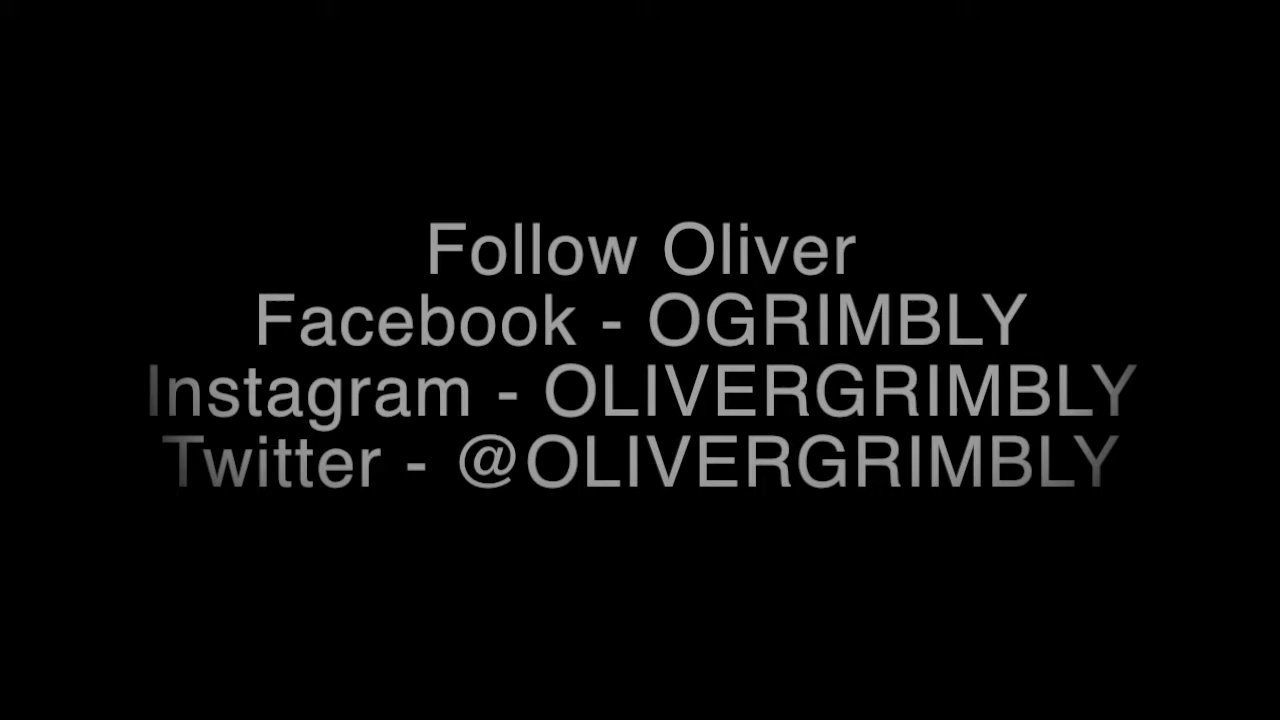 Follow Oliver
Facebook - OGRIMBLY
Instagram - OLIVERGRIMBLY
Twitter - @OLIVERGRIMBLY